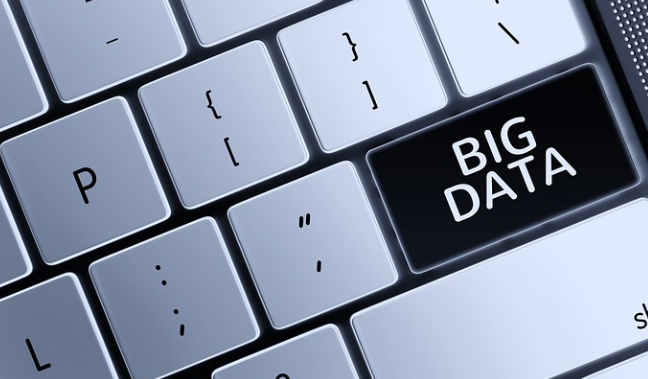 _
}
{
]
\
[
P
BIG
DATA
"
'
:
;
L